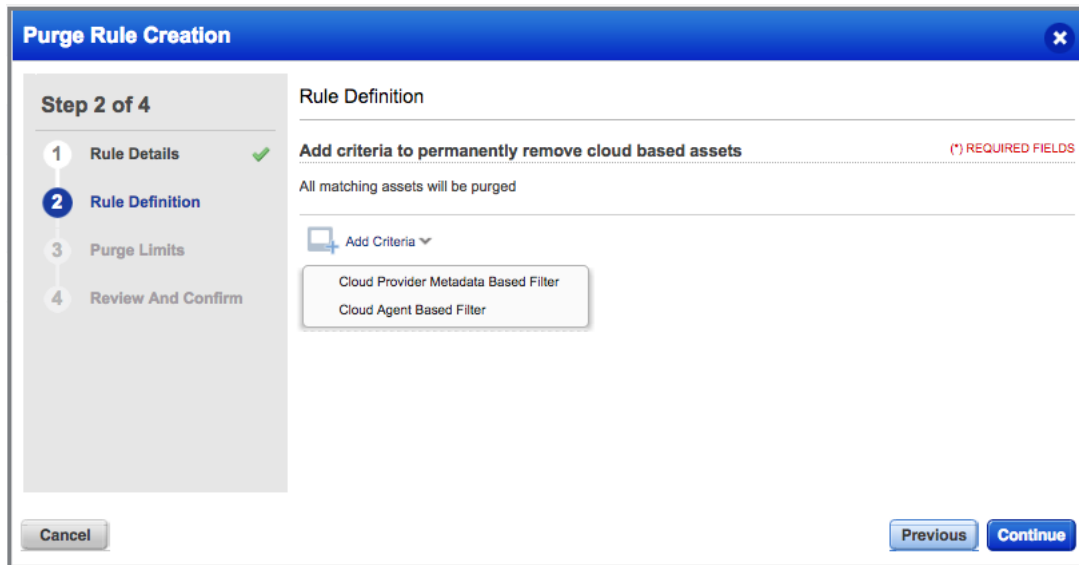 Purge Rule Creation
Step 2 of 4
1 Rule Details
2 Rule Definition
3 Purge Limits
4 Review And Confirm
Rule Definition
Add criteria to permanently remove cloud based assets
(*) REQUIRED FIELDS
All matching assets will be purged
Add Criteria
Cloud Provider Metadata Based Filter
Cloud Agent Based Filter
Cancel
Previous
Continue